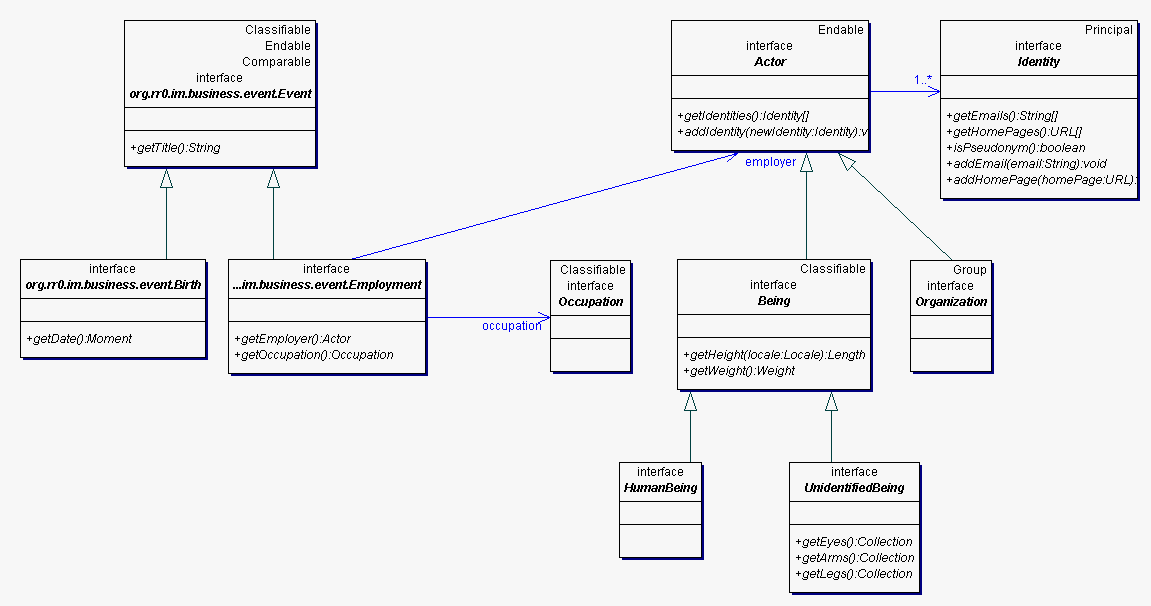 Classifiable
Endable
Comparable
interface
org.rr0.im.business.event.Event
+getTitle():String
Endable
interface
Actor
+getIdentities():Identity[]
+addIdentity(newIdentity:Identity):v
1..*
Principal
interface
Identity
+getEmails():String[]
+getHomePages():URL[]
+isPseudonym():boolean
+addEmail(email:String):void
+addHomePage(homePage:URL):
employer
interface
org.rr0.im.business.event.Birth
+getDate():Moment
interface
...im.business.event.Employment
+getEmployer():Actor
+getOccupation():Occupation
occupation
Classifiable
interface
Occupation
Classifiable
interface
Being
+getHeight(locale:Locale):Length
+getWeight():Weight
Group
interface
Organization
interface
HumanBeing
interface
UnidentifiedBeing
+getEyes():Collection
+getArms():Collection
+getLegs():Collection